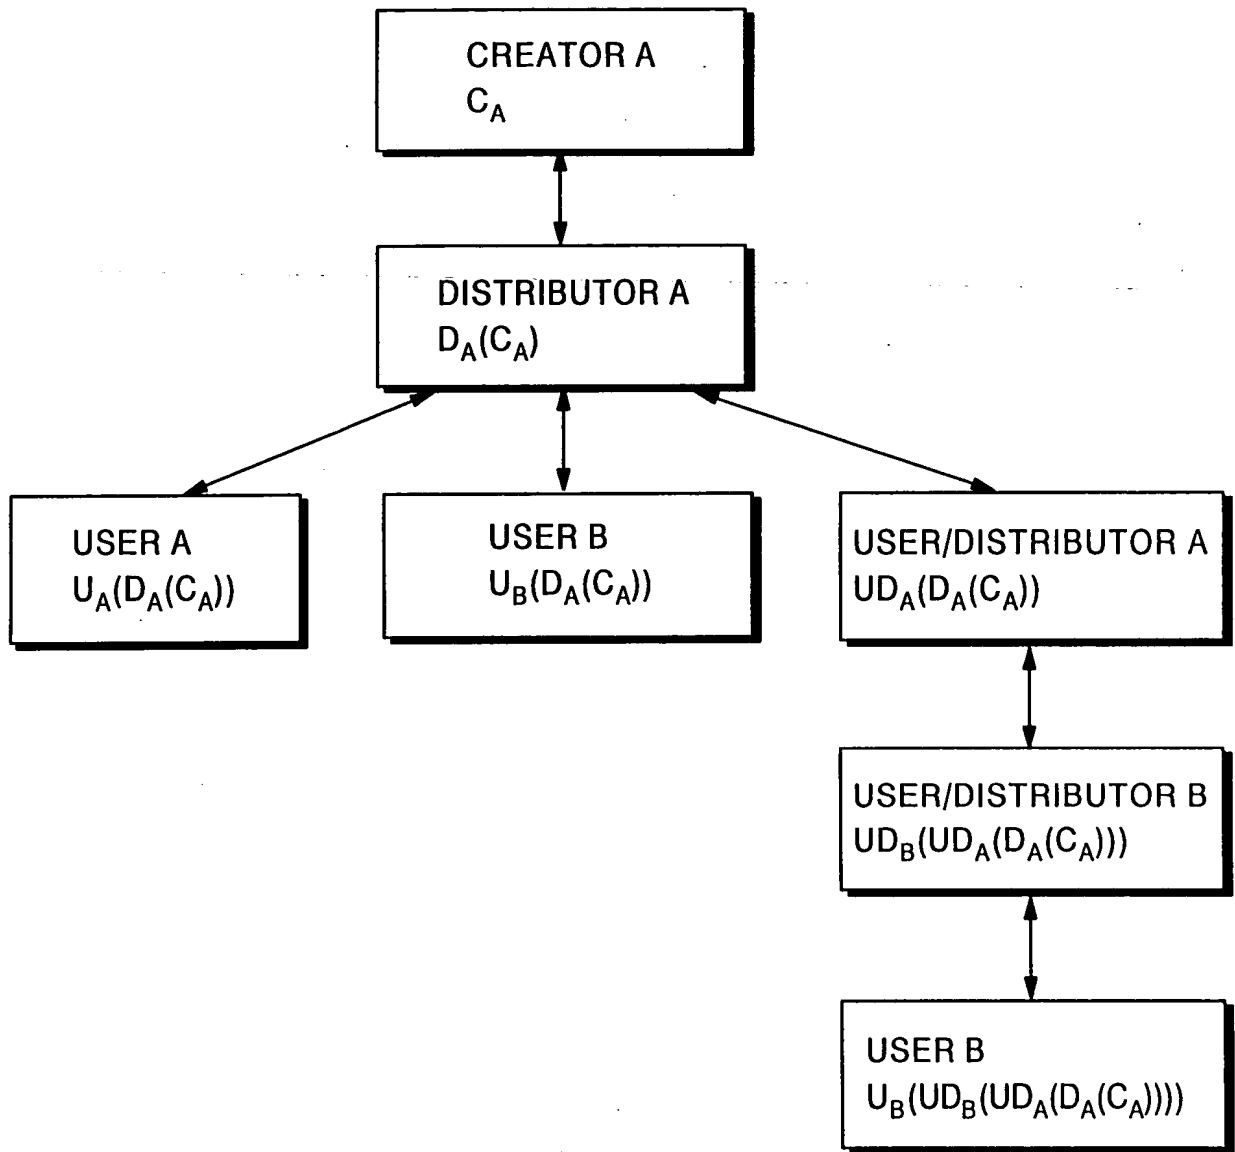 CREATOR A
C_A
DISTRIBUTOR A
D_A(C_A)
USER A
U_A(D_A(C_A))
USER B
U_B(D_A(C_A))
USER/DISTRIBUTOR A
UD_A(D_A(C_A))
USER/DISTRIBUTOR B
UD_B(UD_A(D_A(C_A)))
USER B
U_B(UD_B(UD_A(D_A(C_A))))